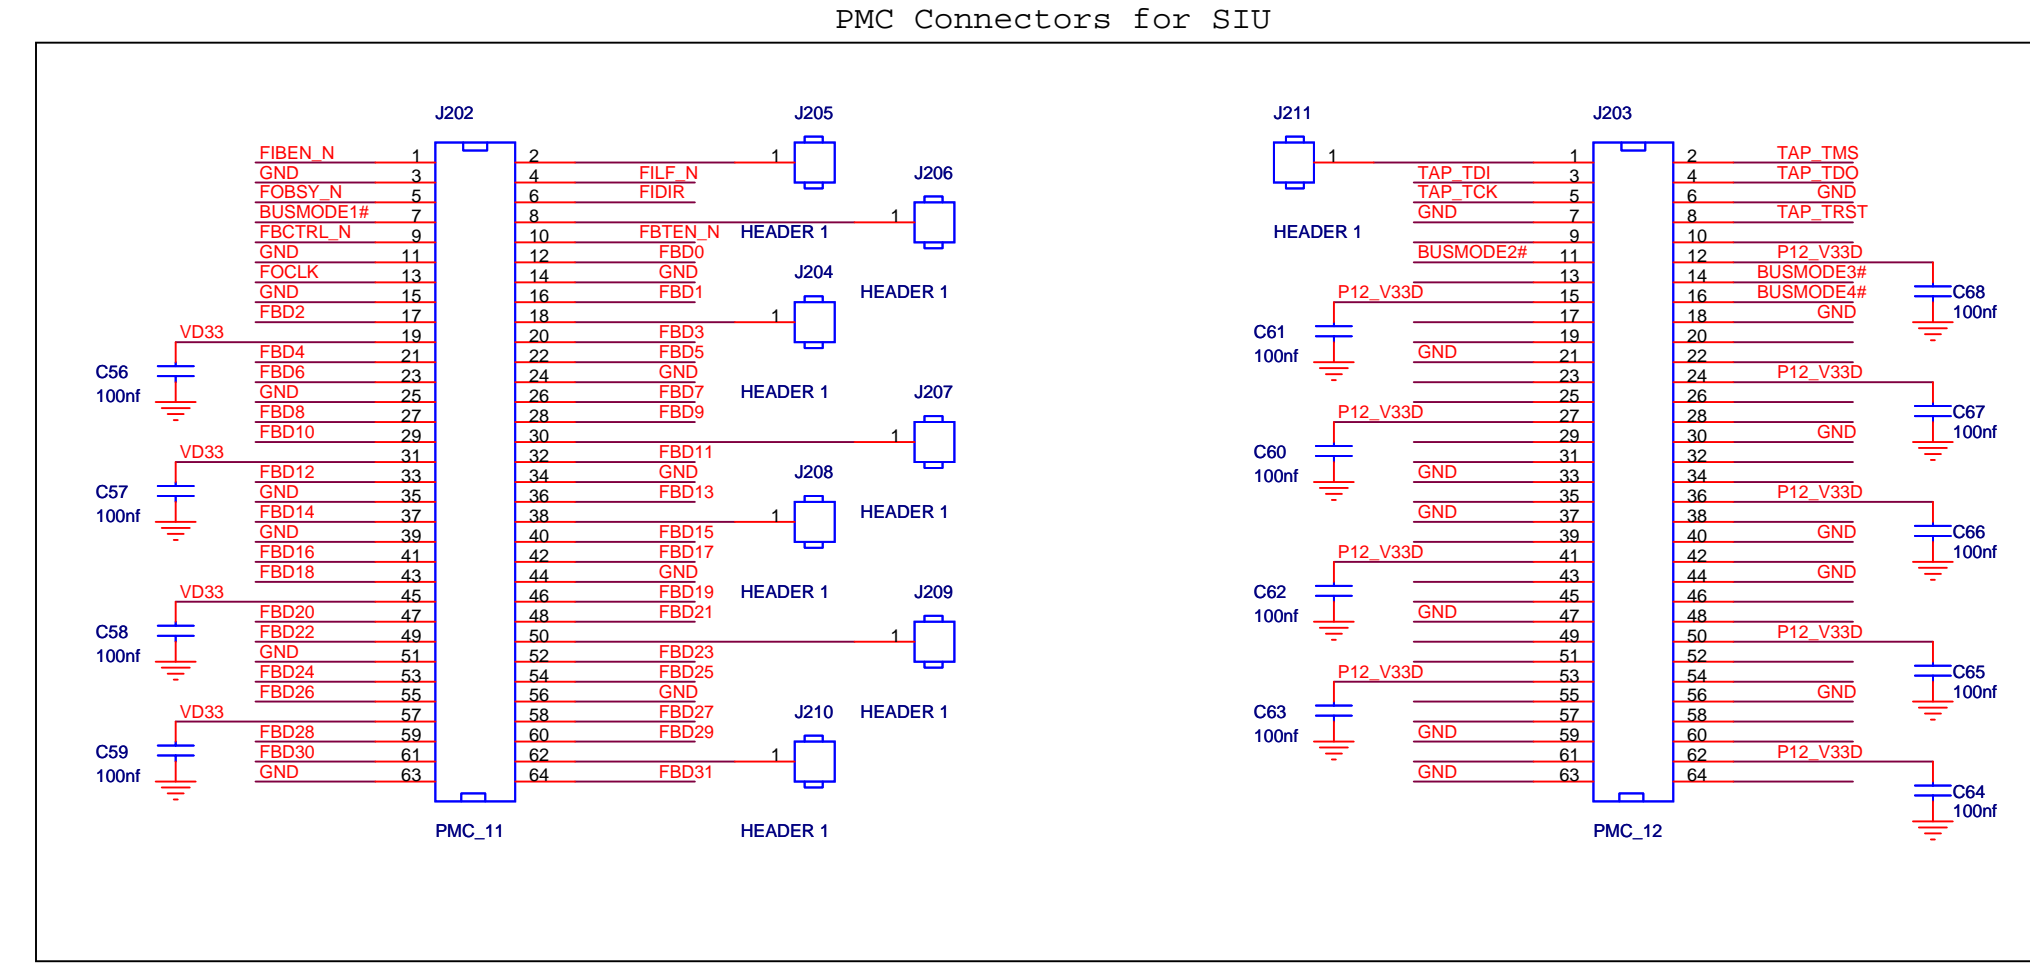 PMC Connectors for SIU
J202 J205 J211 J203
FIBEN_N 1 2 1 1 1 2 TAP_TMS
GND 3 4 FILF_N J206 TAP_TDI 3 4 TAP_TDO
FOBSY_N 5 6 FIDIR TAP_TCK 5 6 GND
BUSMODE1# 7 8 1 GND 7 8 TAP_TRST
FBCTRL_N 9 10 FBTEN_N HEADER 1 HEADER 1 9 10
GND 11 12 FBD0 BUSMODE2# 11 12 P12_V33D
FOCLK 13 14 GND J204 13 14 BUSMODE3#
GND 15 16 FBD1 HEADER 1 P12_V33D 15 16 BUSMODE4# C68
FBD2 17 18 1 17 18 GND 100nf
VD33 19 20 FBD3 C61 19 20
FBD4 21 22 FBD5 100nf GND 21 22
C56 FBD6 23 24 GND 23 24 P12_V33D
100nf GND 25 26 FBD7 HEADER 1 J207 25 26
FBD8 27 28 FBD9 P12_V33D 27 28 C67
FBD10 29 30 1 29 30 GND 100nf
VD33 31 32 FBD11 C60 31 32
FBD12 33 34 GND J208 100nf GND 33 34
C57 GND 35 36 FBD13 35 36 P12_V33D
100nf FBD14 37 38 1 HEADER 1 GND 37 38
GND 39 40 FBD15 39 40 GND C66
FBD16 41 42 FBD17 P12_V33D 41 42 100nf
FBD18 43 44 GND 43 44 GND
VD33 45 46 FBD19 HEADER 1 J209 C62 45 46
FBD20 47 48 FBD21 100nf GND 47 48
C58 FBD22 49 50 1 49 50 P12_V33D
100nf GND 51 52 FBD23 51 52
FBD24 53 54 FBD25 P12_V33D 53 54 C65
FBD26 55 56 GND 55 56 GND 100nf
VD33 57 58 FBD27 J210 HEADER 1 C63 57 58
FBD28 59 60 FBD29 100nf GND 59 60
C59 FBD30 61 62 1 61 62 P12_V33D
100nf GND 63 64 FBD31 GND 63 64
C64
100nf
PMC_11 HEADER 1 PMC_12